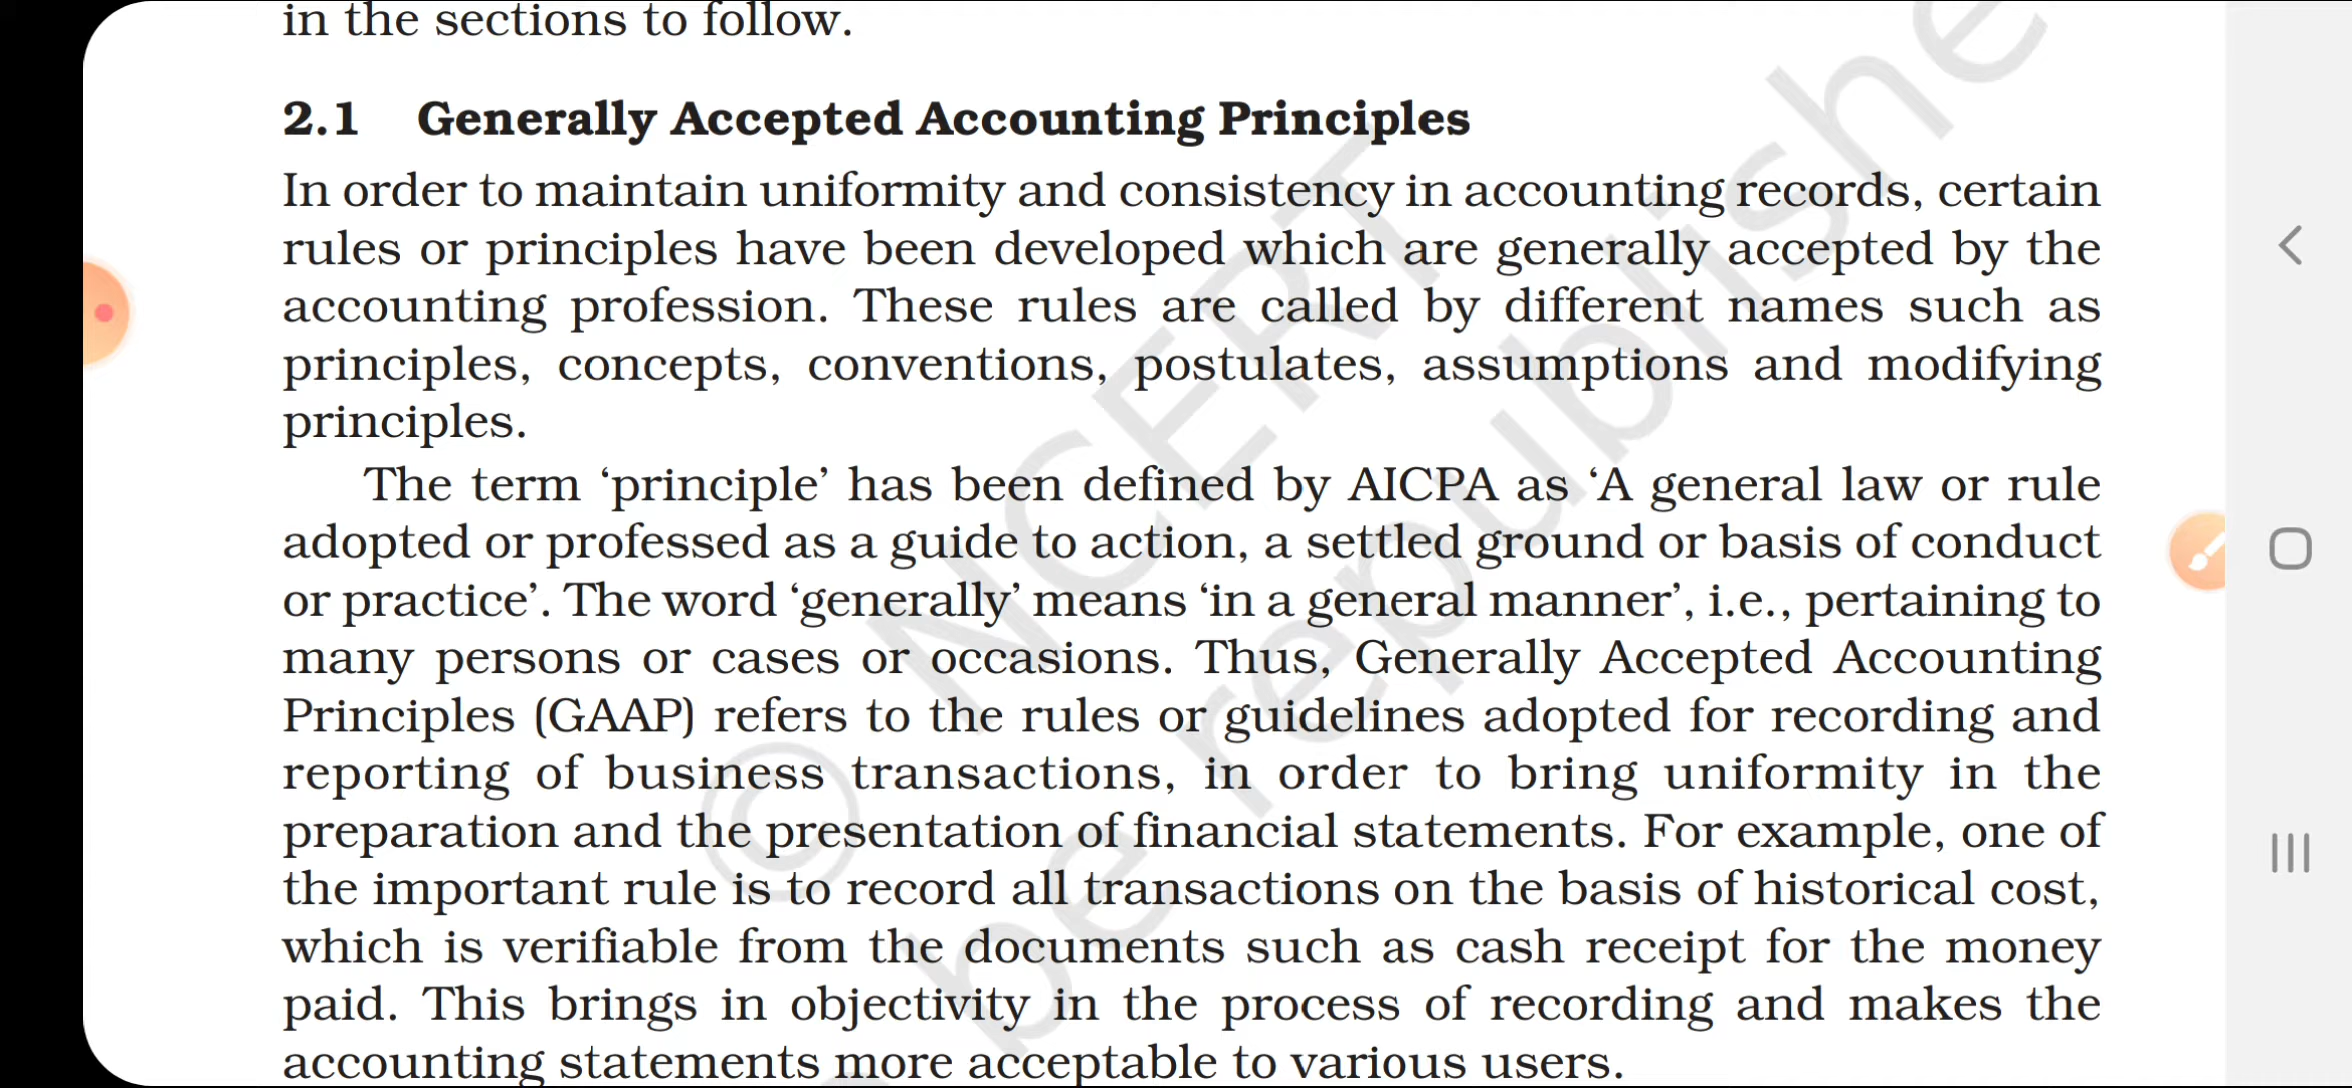 in the sections to follow.
2.1 Generally Accepted Accounting Principles
In order to maintain uniformity and consistency in accounting records, certain
rules or principles have been developed which are generally accepted by the
accounting profession. These rules are called by different names such as
principles, concepts, conventions, postulates, assumptions and modifying
principles.
The term ‘principle’ has been defined by AICPA as ‘A general law or rule
adopted or professed as a guide to action, a settled ground or basis of conduct
or practice’. The word ‘generally’ means ‘in a general manner’, i.e., pertaining to
many persons or cases or occasions. Thus, Generally Accepted Accounting
Principles (GAAP) refers to the rules or guidelines adopted for recording and
reporting of business transactions, in order to bring uniformity in the
preparation and the presentation of financial statements. For example, one of
the important rule is to record all transactions on the basis of historical cost,
which is verifiable from the documents such as cash receipt for the money
paid. This brings in objectivity in the process of recording and makes the
accounting statements more acceptable to various users.
© NCERT
be republishe